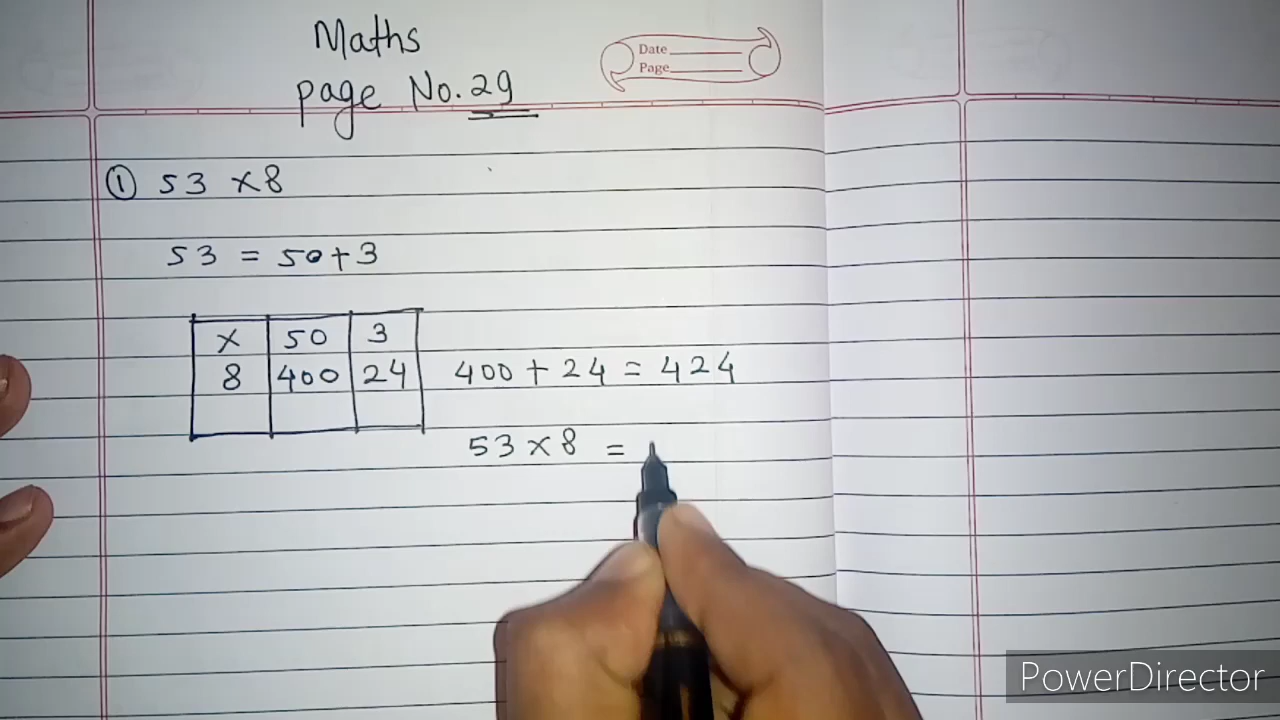 Maths
Page No. 29
Date
Page
① 53 × 8
53 = 50 + 3
× 50 3
8 400 24
400 + 24 = 424
53 × 8 =
PowerDirector